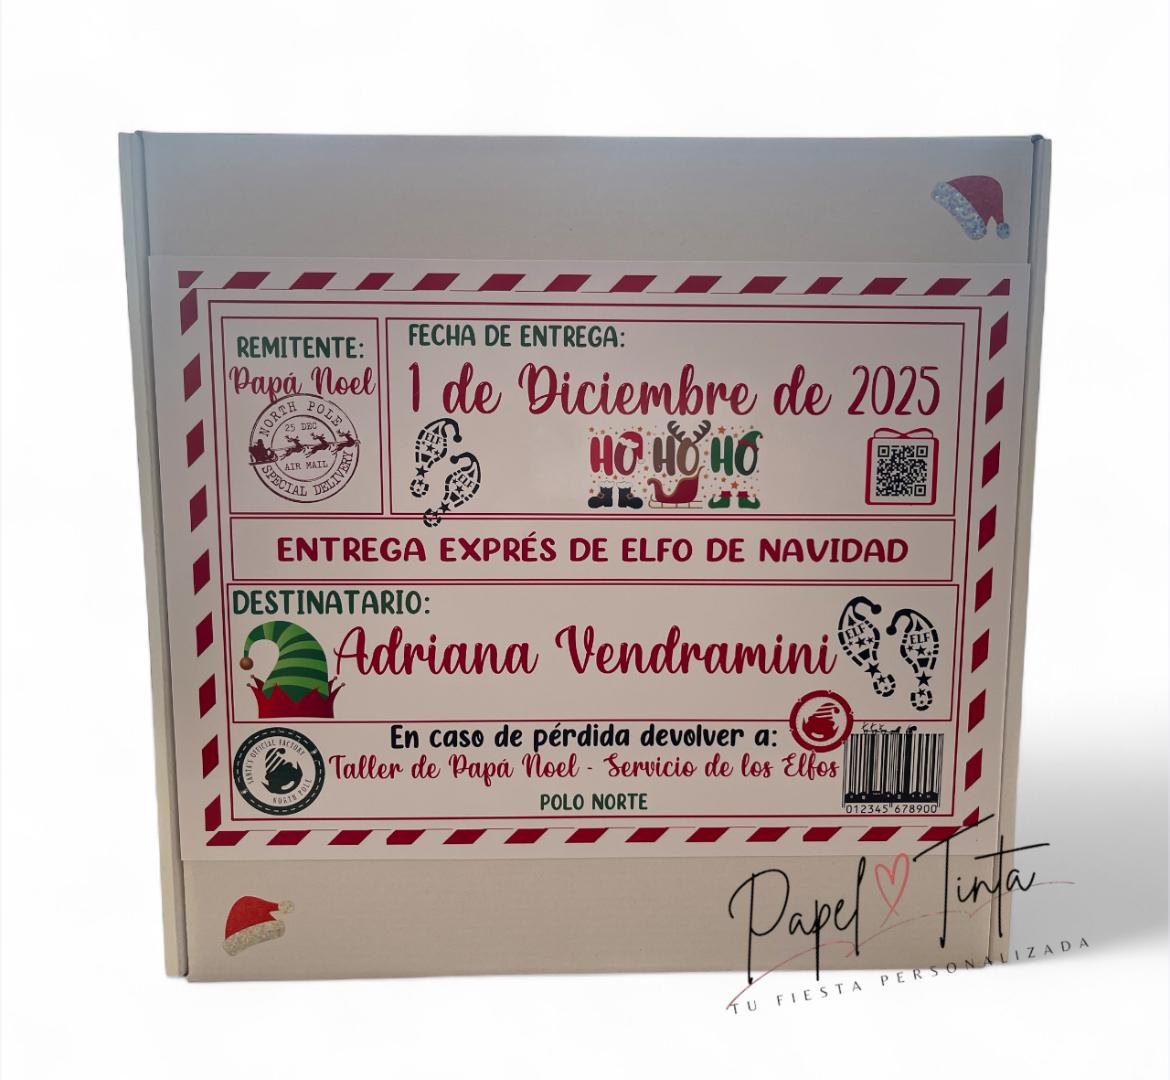 REMITENTE:
Papá Noel
NORTH POLE
25 DEC
AIR MAIL
SPECIAL DELIVERY
FECHA DE ENTREGA:
1 de Diciembre de 2025
ELF
ELF
HO HO HO
ENTREGA EXPRÉS DE ELFO DE NAVIDAD
DESTINATARIO:
Adriana Vendramini
ELF
ELF
En caso de pérdida devolver a:
Taller de Papá Noel - Servicio de los Elfos
POLO NORTE
SANTA'S OFFICIAL FACTORY
NORTH POLE
012345 678900
Papel Tinta
TU FIESTA PERSONALIZADA